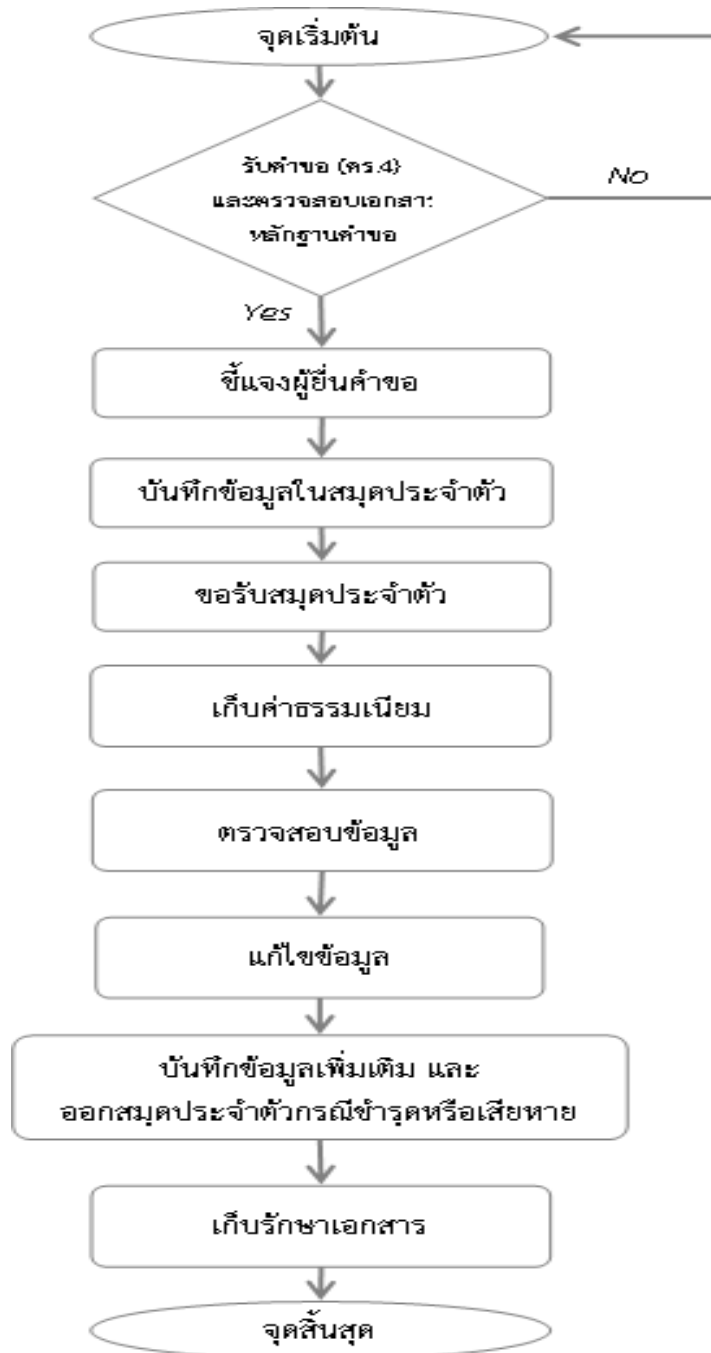 จุดเริ่มต้น
รับคำขอ (ตร.4)
และตรวจสอบเอกสาร
หลักฐานคำขอ
No
Yes
ชี้แจงผู้ยื่นคำขอ
บันทึกข้อมูลในสมุดประจำตัว
ขอรับสมุดประจำตัว
เก็บค่าธรรมเนียม
ตรวจสอบข้อมูล
แก้ไขข้อมูล
บันทึกข้อมูลเพิ่มเติม และ
ออกสมุดประจำตัวกรณีชำรุดหรือเสียหาย
เก็บรักษาเอกสาร
จุดสิ้นสุด